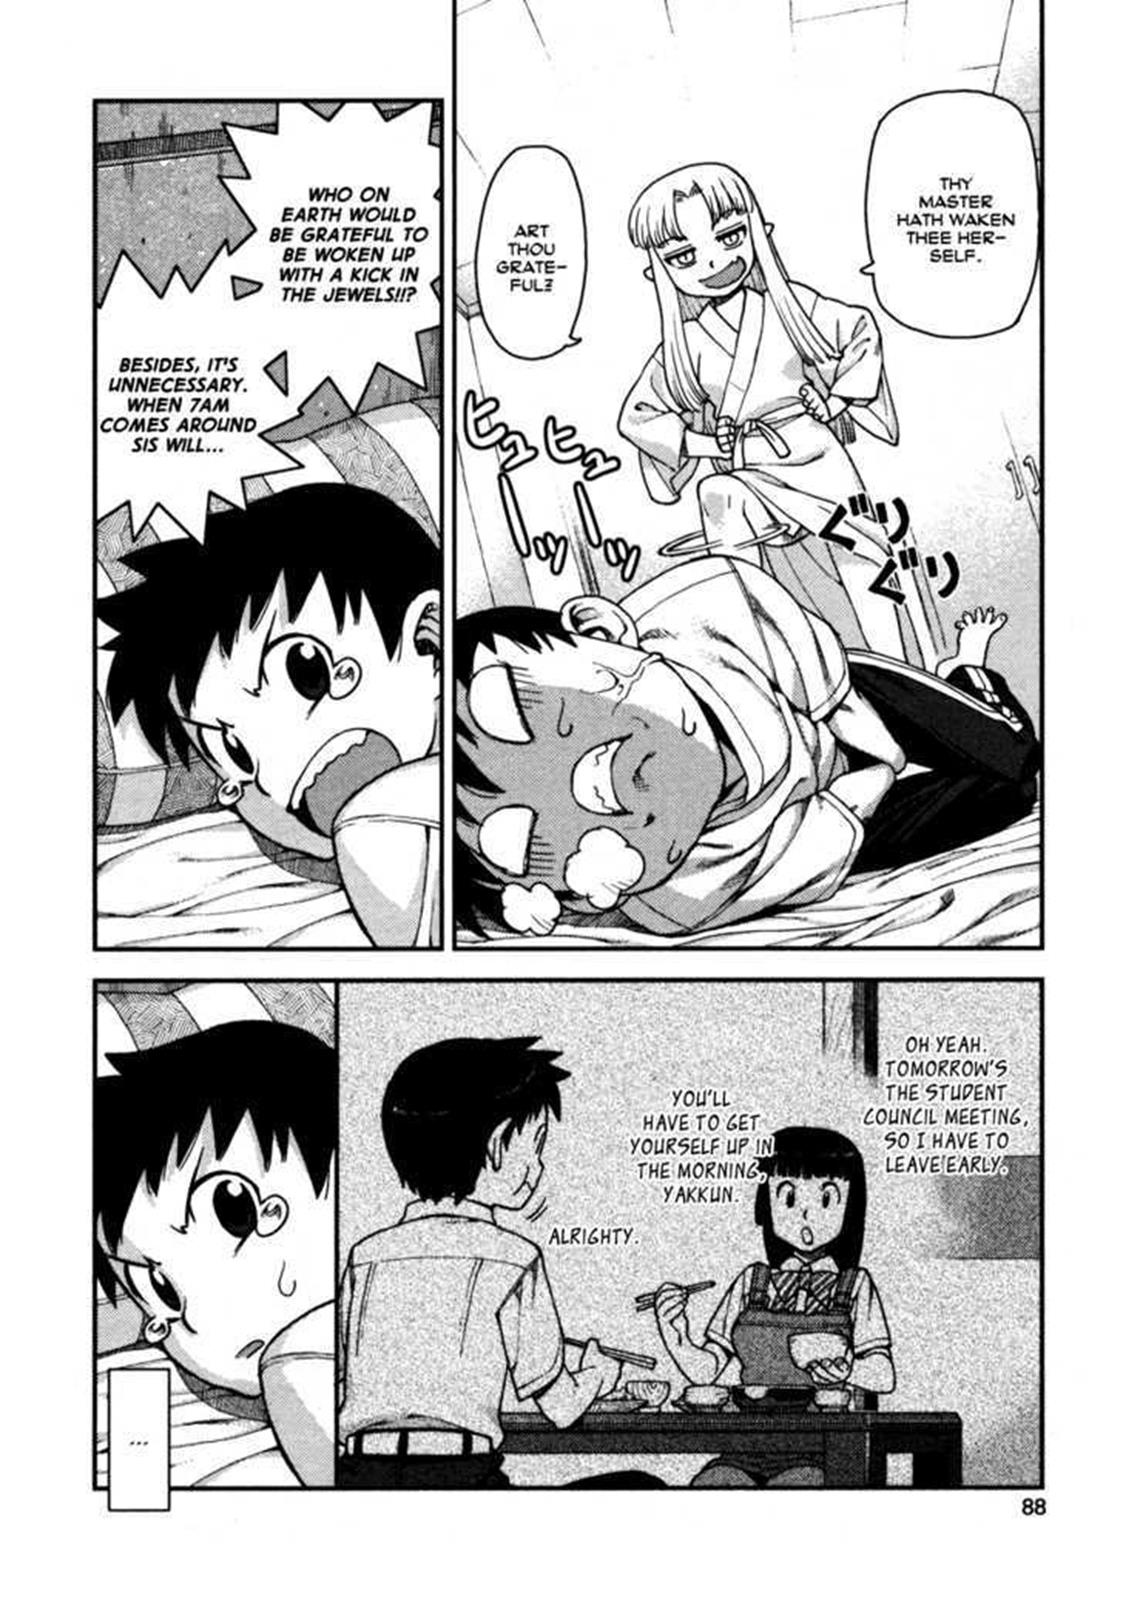 THY
MASTER
HATH WAKEN
THEE HER-
SELF.
ART
THOU
GRATE-
FUL?
ヒュヒュ
ーッーッ
ぐりぐり
WHO ON
EARTH WOULD
BE GRATEFUL TO
BE WOKEN UP
WITH A KICK IN
THE JEWELS!!?
BESIDES, IT'S
UNNECESSARY.
WHEN 7AM
COMES AROUND
SIS WILL...
OH YEAH.
TOMORROW'S
THE STUDENT
COUNCIL MEETING,
SO I HAVE TO
LEAVE EARLY.
YOU'LL
HAVE TO GET
YOURSELF UP IN
THE MORNING,
YAKKUN.
ALRIGHTY.
...
88